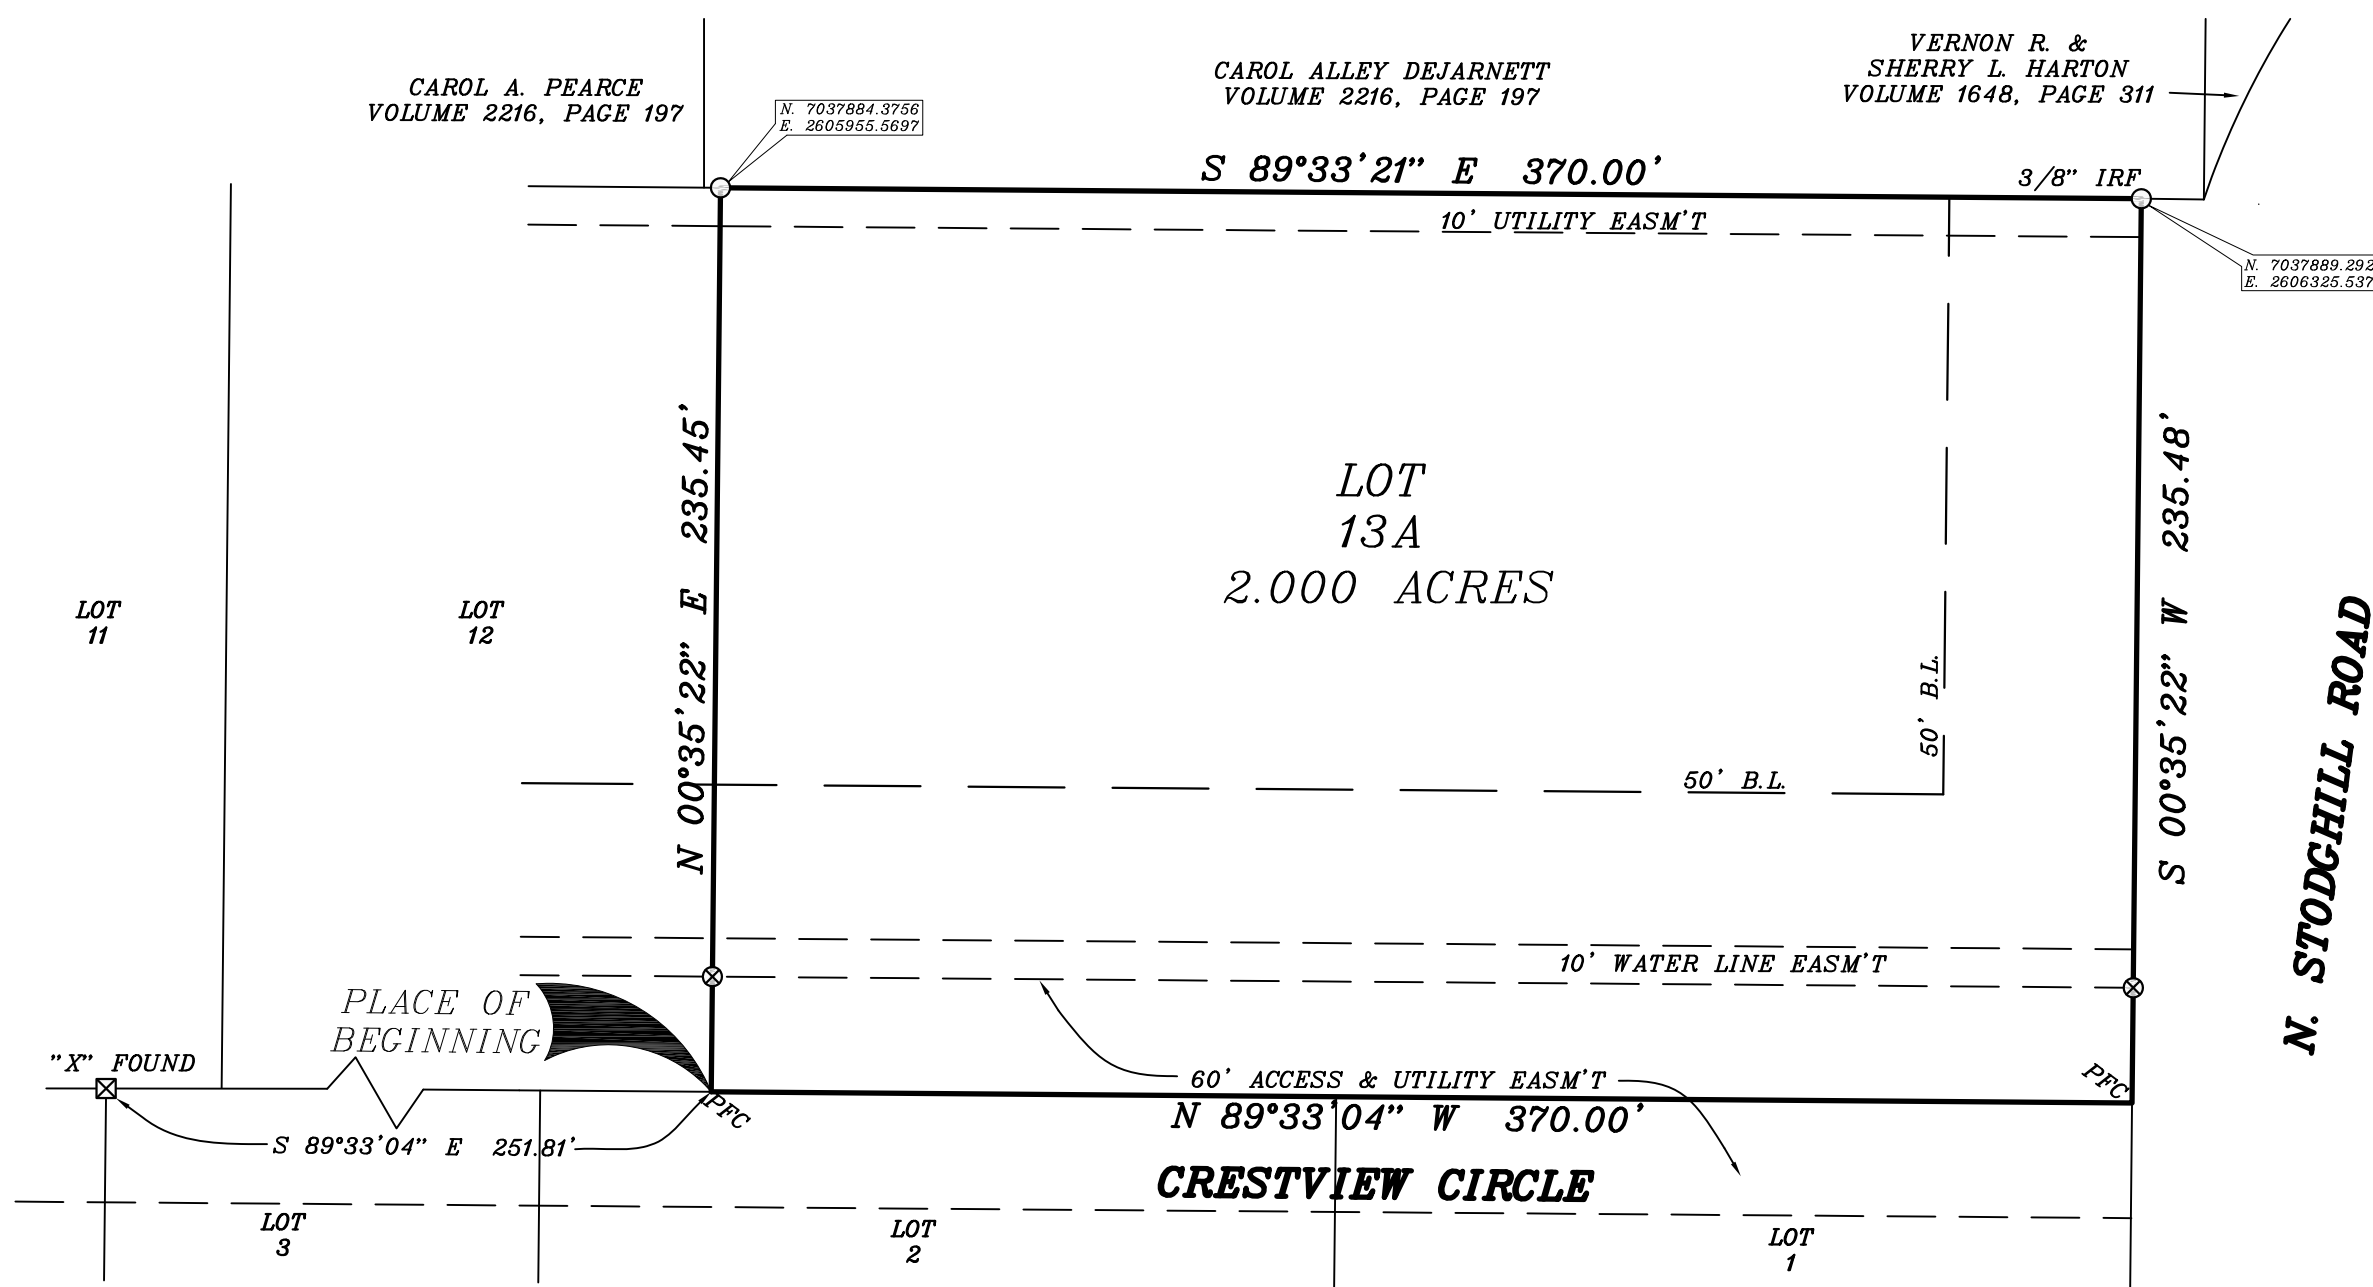 CAROL A. PEARCE
VOLUME 2216, PAGE 197
N. 7037884.3756
E. 2605955.5697
CAROL ALLEY DEJARNETT
VOLUME 2216, PAGE 197
VERNON R. &
SHERRY L. HARTON
VOLUME 1648, PAGE 311
S 89°33'21" E 370.00'
3/8" IRF
10' UTILITY EASM'T
N. 7037889.292
E. 2606325.537
N 00°35'22" E 235.45'
LOT
13A
2.000 ACRES
S 00°35'22" W 235.48'
LOT
11
LOT
12
50' B.L.
50' B.L.
N. STODGHILL ROAD
10' WATER LINE EASM'T
PLACE OF
BEGINNING
"X" FOUND
60' ACCESS & UTILITY EASM'T
PFC
PFC
N 89°33'04" W 370.00'
S 89°33'04" E 251.81'
CRESTVIEW CIRCLE
LOT
3
LOT
2
LOT
1